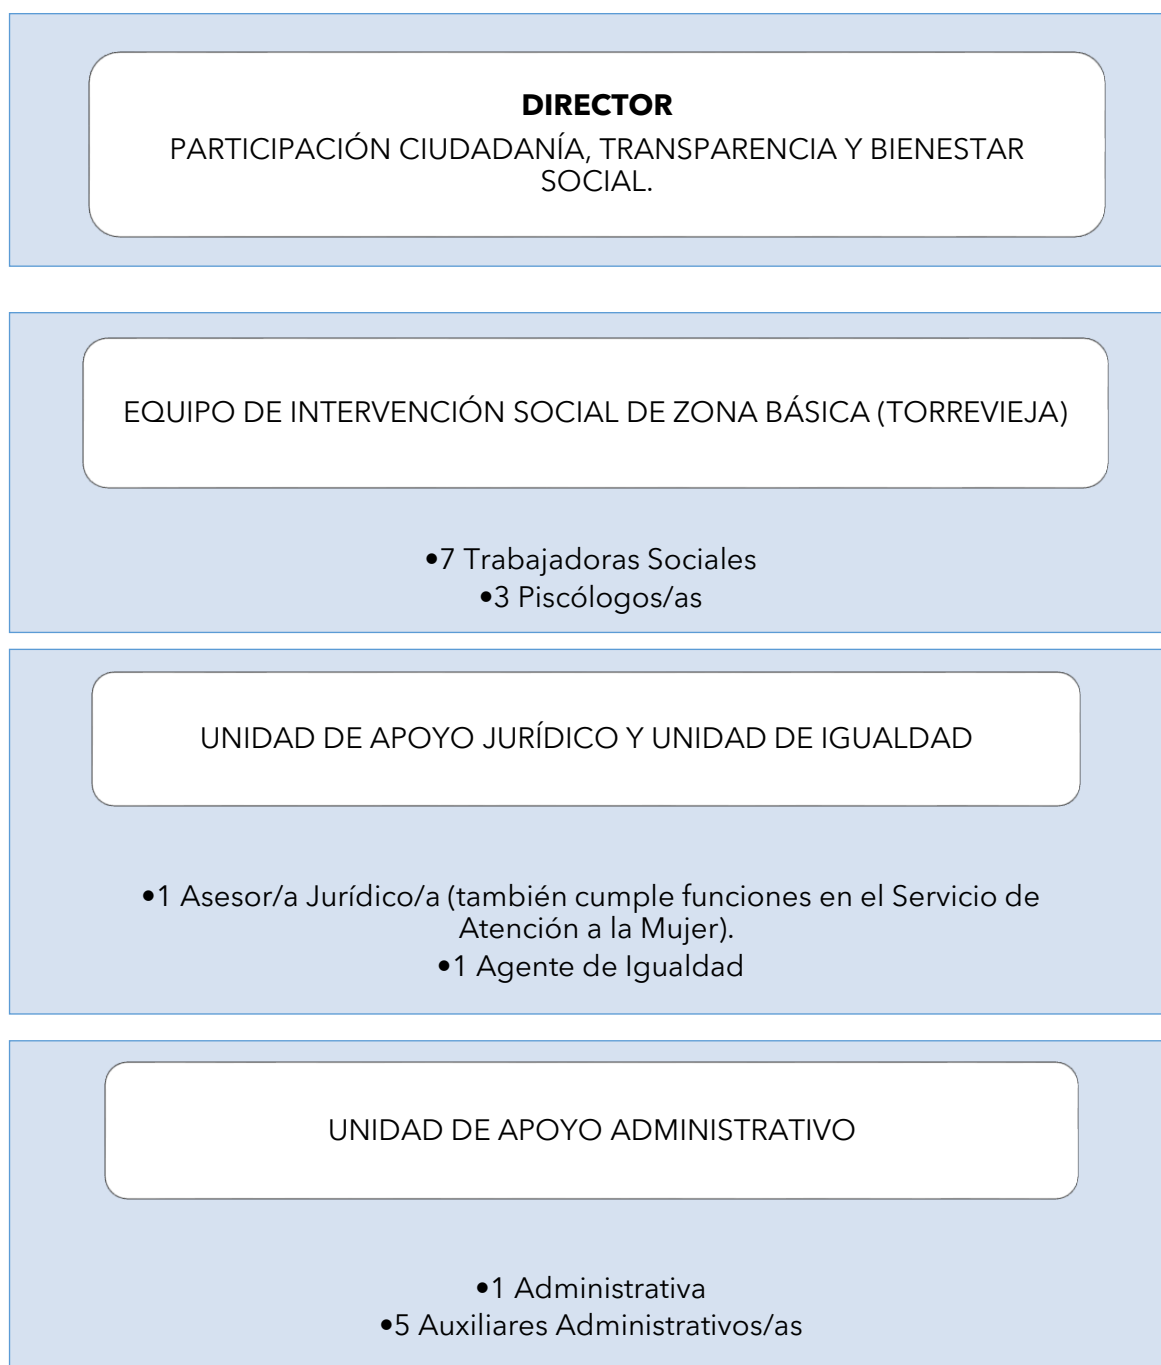 DIRECTOR
PARTICIPACIÓN CIUDADANÍA, TRANSPARENCIA Y BIENESTAR
SOCIAL.
EQUIPO DE INTERVENCIÓN SOCIAL DE ZONA BÁSICA (TORREVIEJA)
•7 Trabajadoras Sociales
•3 Piscólogos/as
UNIDAD DE APOYO JURÍDICO Y UNIDAD DE IGUALDAD
•1 Asesor/a Jurídico/a (también cumple funciones en el Servicio de
Atención a la Mujer).
•1 Agente de Igualdad
UNIDAD DE APOYO ADMINISTRATIVO
•1 Administrativa
•5 Auxiliares Administrativos/as